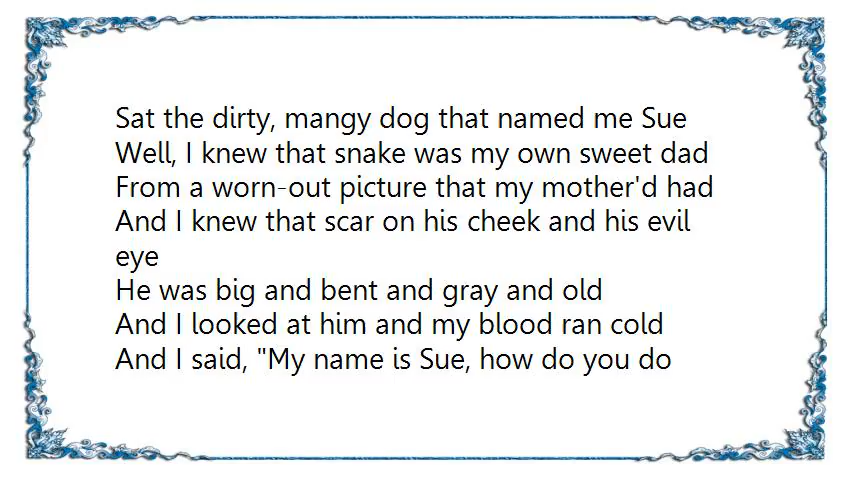 Sat the dirty, mangy dog that named me Sue
Well, I knew that snake was my own sweet dad
From a worn-out picture that my mother'd had
And I knew that scar on his cheek and his evil
eye
He was big and bent and gray and old
And I looked at him and my blood ran cold
And I said, "My name is Sue, how do you do